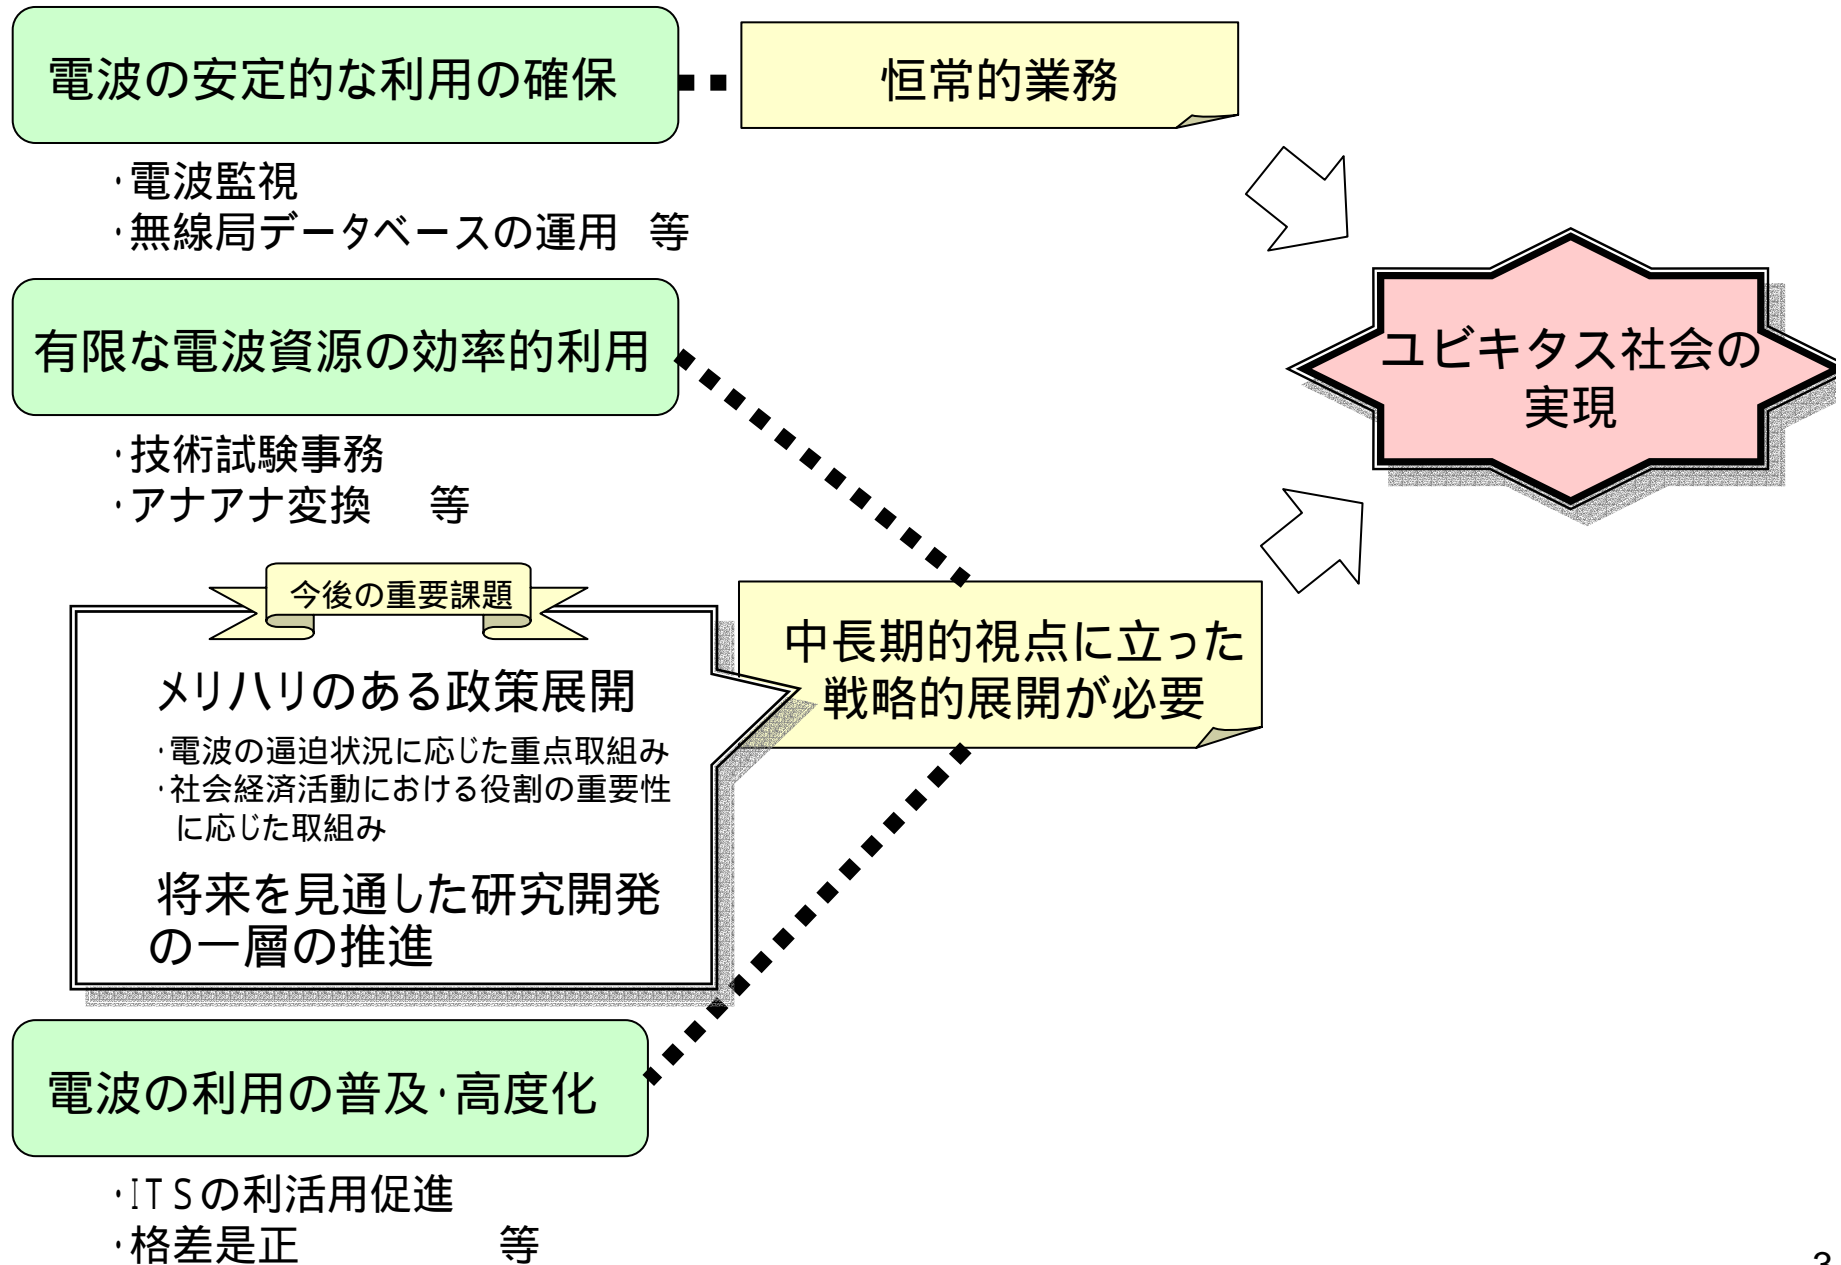 電波の安定的な利用の確保
恒常的業務
・電波監視
・無線局データベースの運用 等
有限な電波資源の効率的利用
・技術試験事務
・アナアナ変換 等
ユビキタス社会の
実現
今後の重要課題
メリハリのある政策展開
・電波の逼迫状況に応じた重点取組み
・社会経済活動における役割の重要性
に応じた取組み
将来を見通した研究開発
の一層の推進
中長期的視点に立った
戦略的展開が必要
電波の利用の普及・高度化
・ITSの利活用促進
・格差是正 等
3